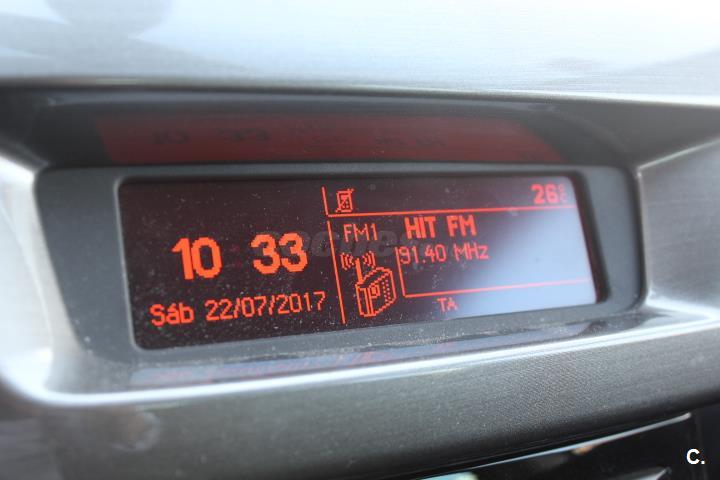 26°C
FM1 HIT FM
91.40 MHz
10 33
Sáb 22/07/2017
TA
C.